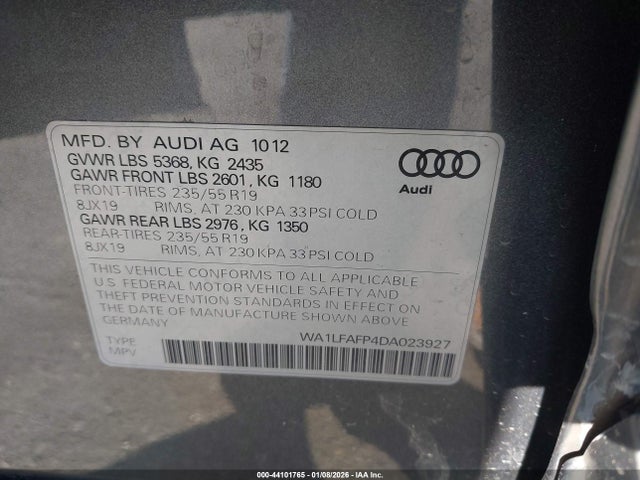 MFD. BY AUDI AG 10 12
GVWR LBS 5368, KG 2435
GAWR FRONT LBS 2601, KG 1180
FRONT-TIRES 235/55 R19
8JX19 RIMS, AT 230 KPA 33 PSI COLD
GAWR REAR LBS 2976, KG 1350
REAR-TIRES 235/55 R19
8JX19 RIMS, AT 230 KPA 33 PSI COLD
THIS VEHICLE CONFORMS TO ALL APPLICABLE
U.S. FEDERAL MOTOR VEHICLE SAFETY AND
THEFT PREVENTION STANDARDS IN EFFECT ON
THE DATE OF MANUFACTURE SHOWN ABOVE.
GERMANY
TYPE WA1LFAFP4DA023927
MPV
Audi
000-44101765 - 01/08/2026 - IAA Inc.